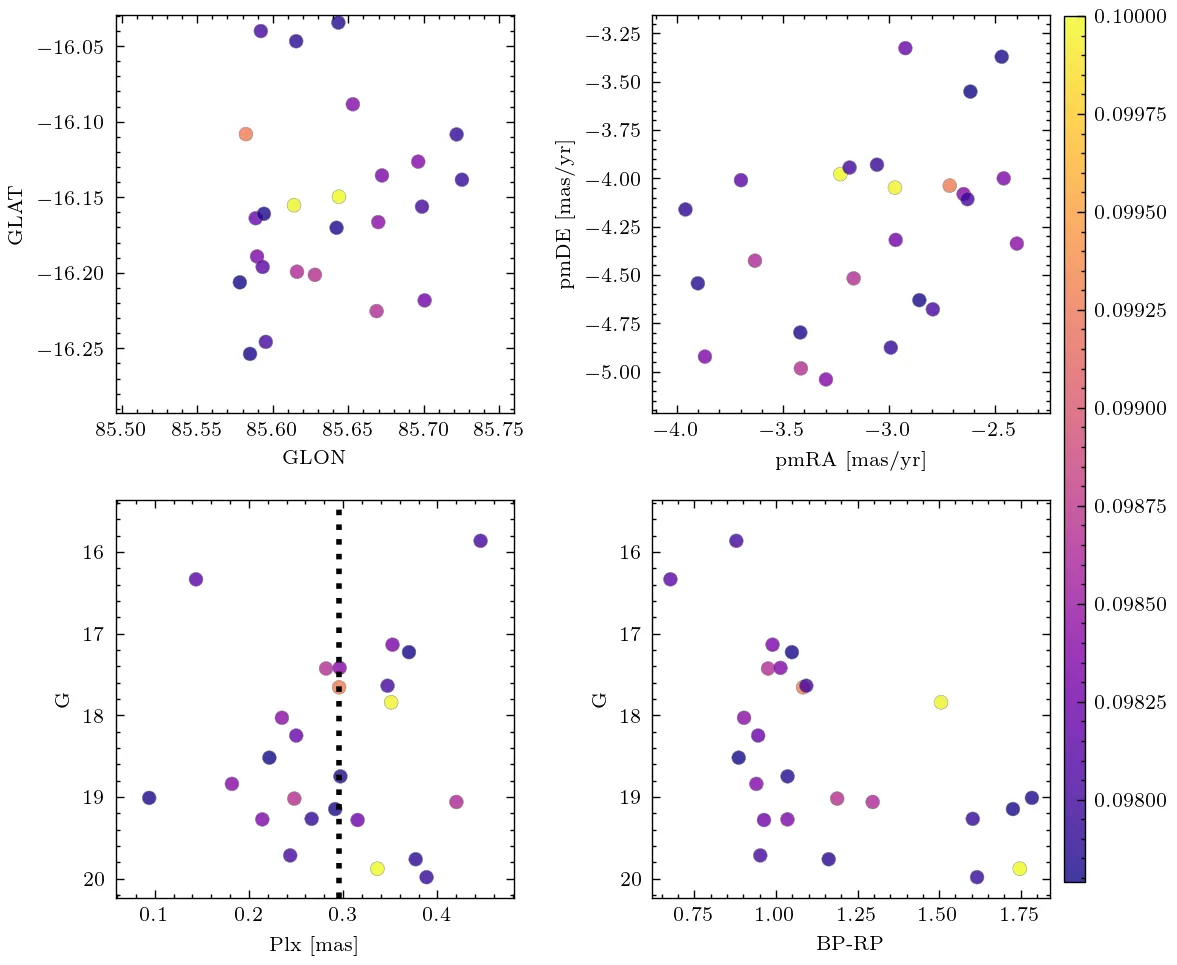 −16.05
−16.10
−16.15
−16.20
−16.25
GLAT
85.50 85.55 85.60 85.65 85.70 85.75
GLON
−3.25
−3.50
−3.75
−4.00
−4.25
−4.50
−4.75
−5.00
pmDE [mas/yr]
−4.0 −3.5 −3.0 −2.5
pmRA [mas/yr]
0.10000
0.09975
0.09950
0.09925
0.09900
0.09875
0.09850
0.09825
0.09800
16
17
18
19
20
G
0.1 0.2 0.3 0.4
Plx [mas]
16
17
18
19
20
G
0.75 1.00 1.25 1.50 1.75
BP-RP